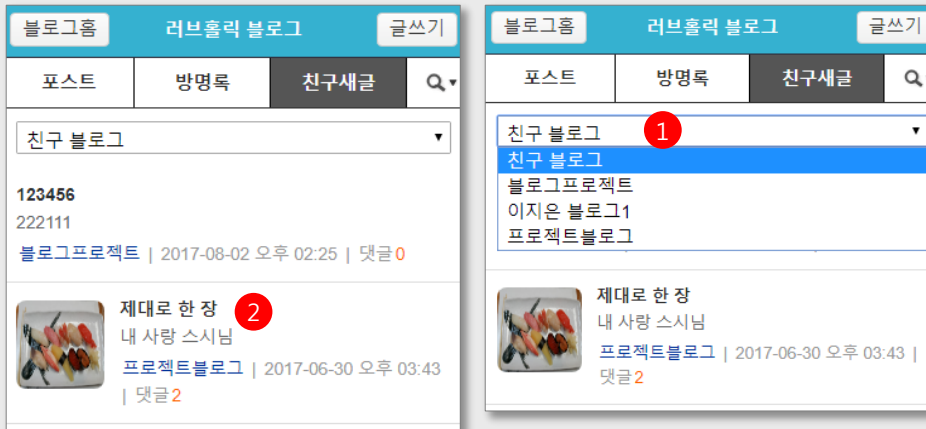 블로그홈
러브홀릭 블로그
글쓰기
포스트
방명록
친구새글
친구 블로그
123456
222111
블로그프로젝트 | 2017-08-02 오후 02:25 | 댓글0
제대로 한 장
2
내 사랑 스시님
프로젝트블로그 | 2017-06-30 오후 03:43
| 댓글2
블로그홈
러브홀릭 블로그
글쓰기
포스트
방명록
친구새글
친구 블로그
1
친구 블로그
블로그프로젝트
이지은 블로그1
프로젝트블로그
제대로 한 장
내 사랑 스시님
프로젝트블로그 | 2017-06-30 오후 03:43 |
댓글2